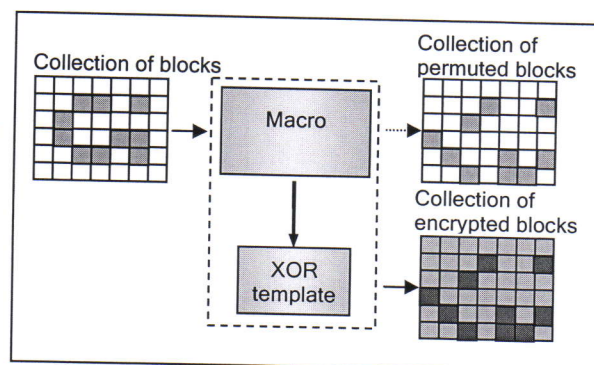 Collection of blocks
Macro
XOR
template
Collection of
permuted blocks
Collection of
encrypted blocks